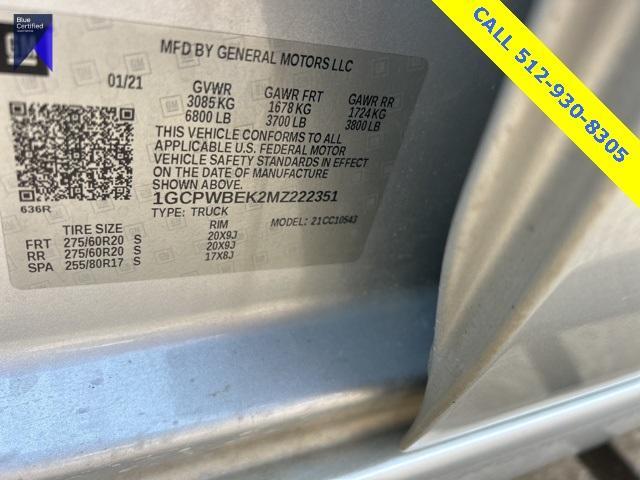 Blue
Certified
GM
CALL 512-930-8305
MFD BY GENERAL MOTORS LLC
01/21
GVWR GAWR FRT GAWR RR
3085 KG 1678 KG 1724 KG
6800 LB 3700 LB 3800 LB
THIS VEHICLE CONFORMS TO ALL
APPLICABLE U.S. FEDERAL MOTOR
VEHICLE SAFETY STANDARDS IN EFFECT
ON THE DATE OF MANUFACTURE
SHOWN ABOVE.
1GCPWBEK2MZ222351
636R
TYPE: TRUCK MODEL: 21CC10543
TIRE SIZE RIM
FRT 275/60R20 S 20X9J
RR 275/60R20 S 20X9J
SPA 255/80R17 S 17X8J